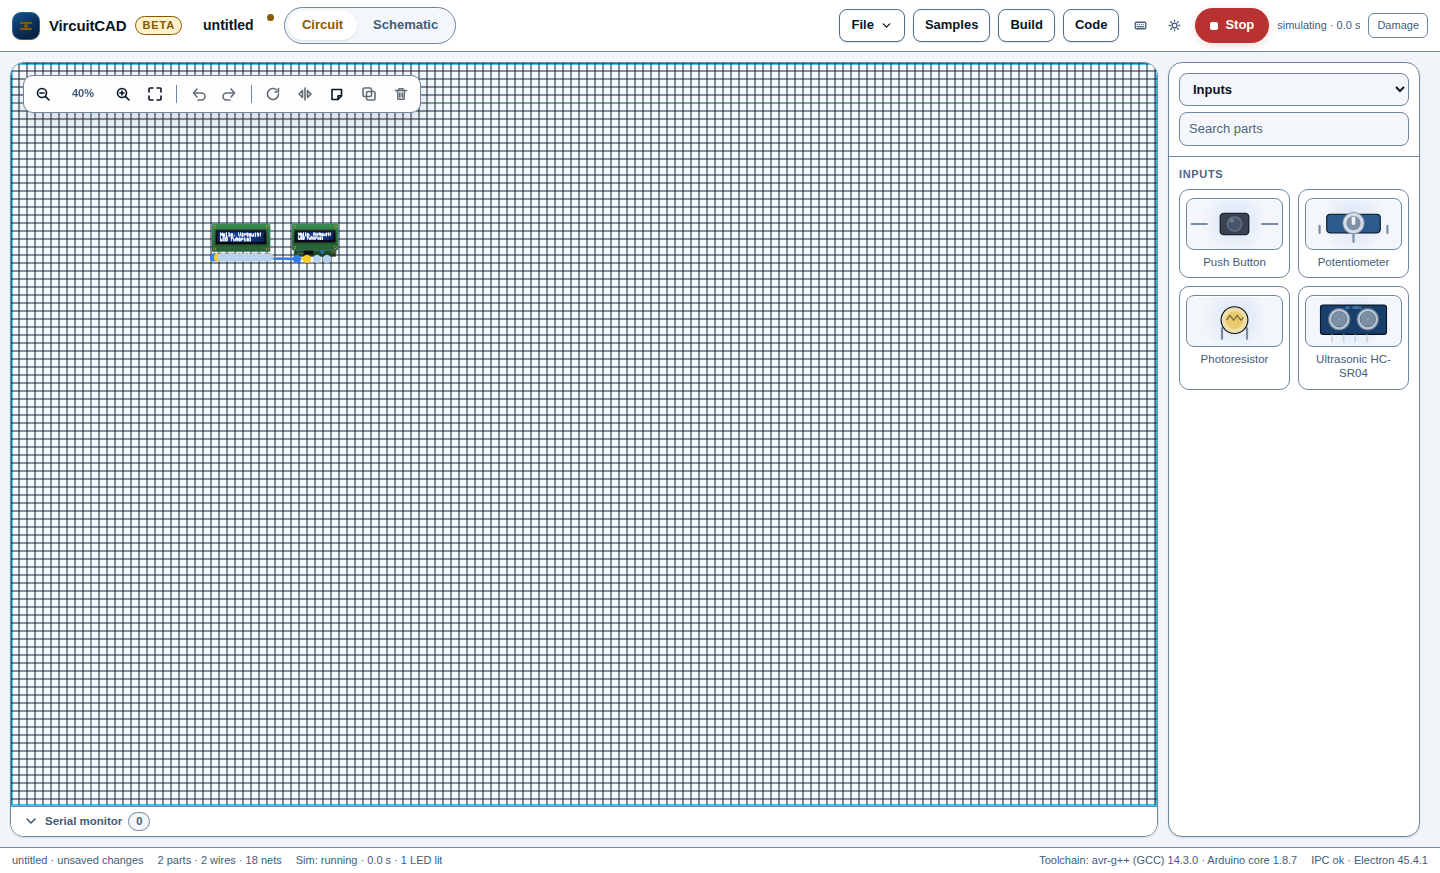 VircuitCAD BETA untitled Circuit Schematic File Samples Build Code Stop simulating · 0.0 s Damage
40%
Inputs
Search parts
INPUTS
Push Button Potentiometer
Photoresistor Ultrasonic HC-
SR04
Serial monitor 0
untitled · unsaved changes 2 parts · 2 wires · 18 nets Sim: running · 0.0 s · 1 LED lit Toolchain: avr-g++ (GCC) 14.3.0 · Arduino core 1.8.7 IPC ok · Electron 45.4.1